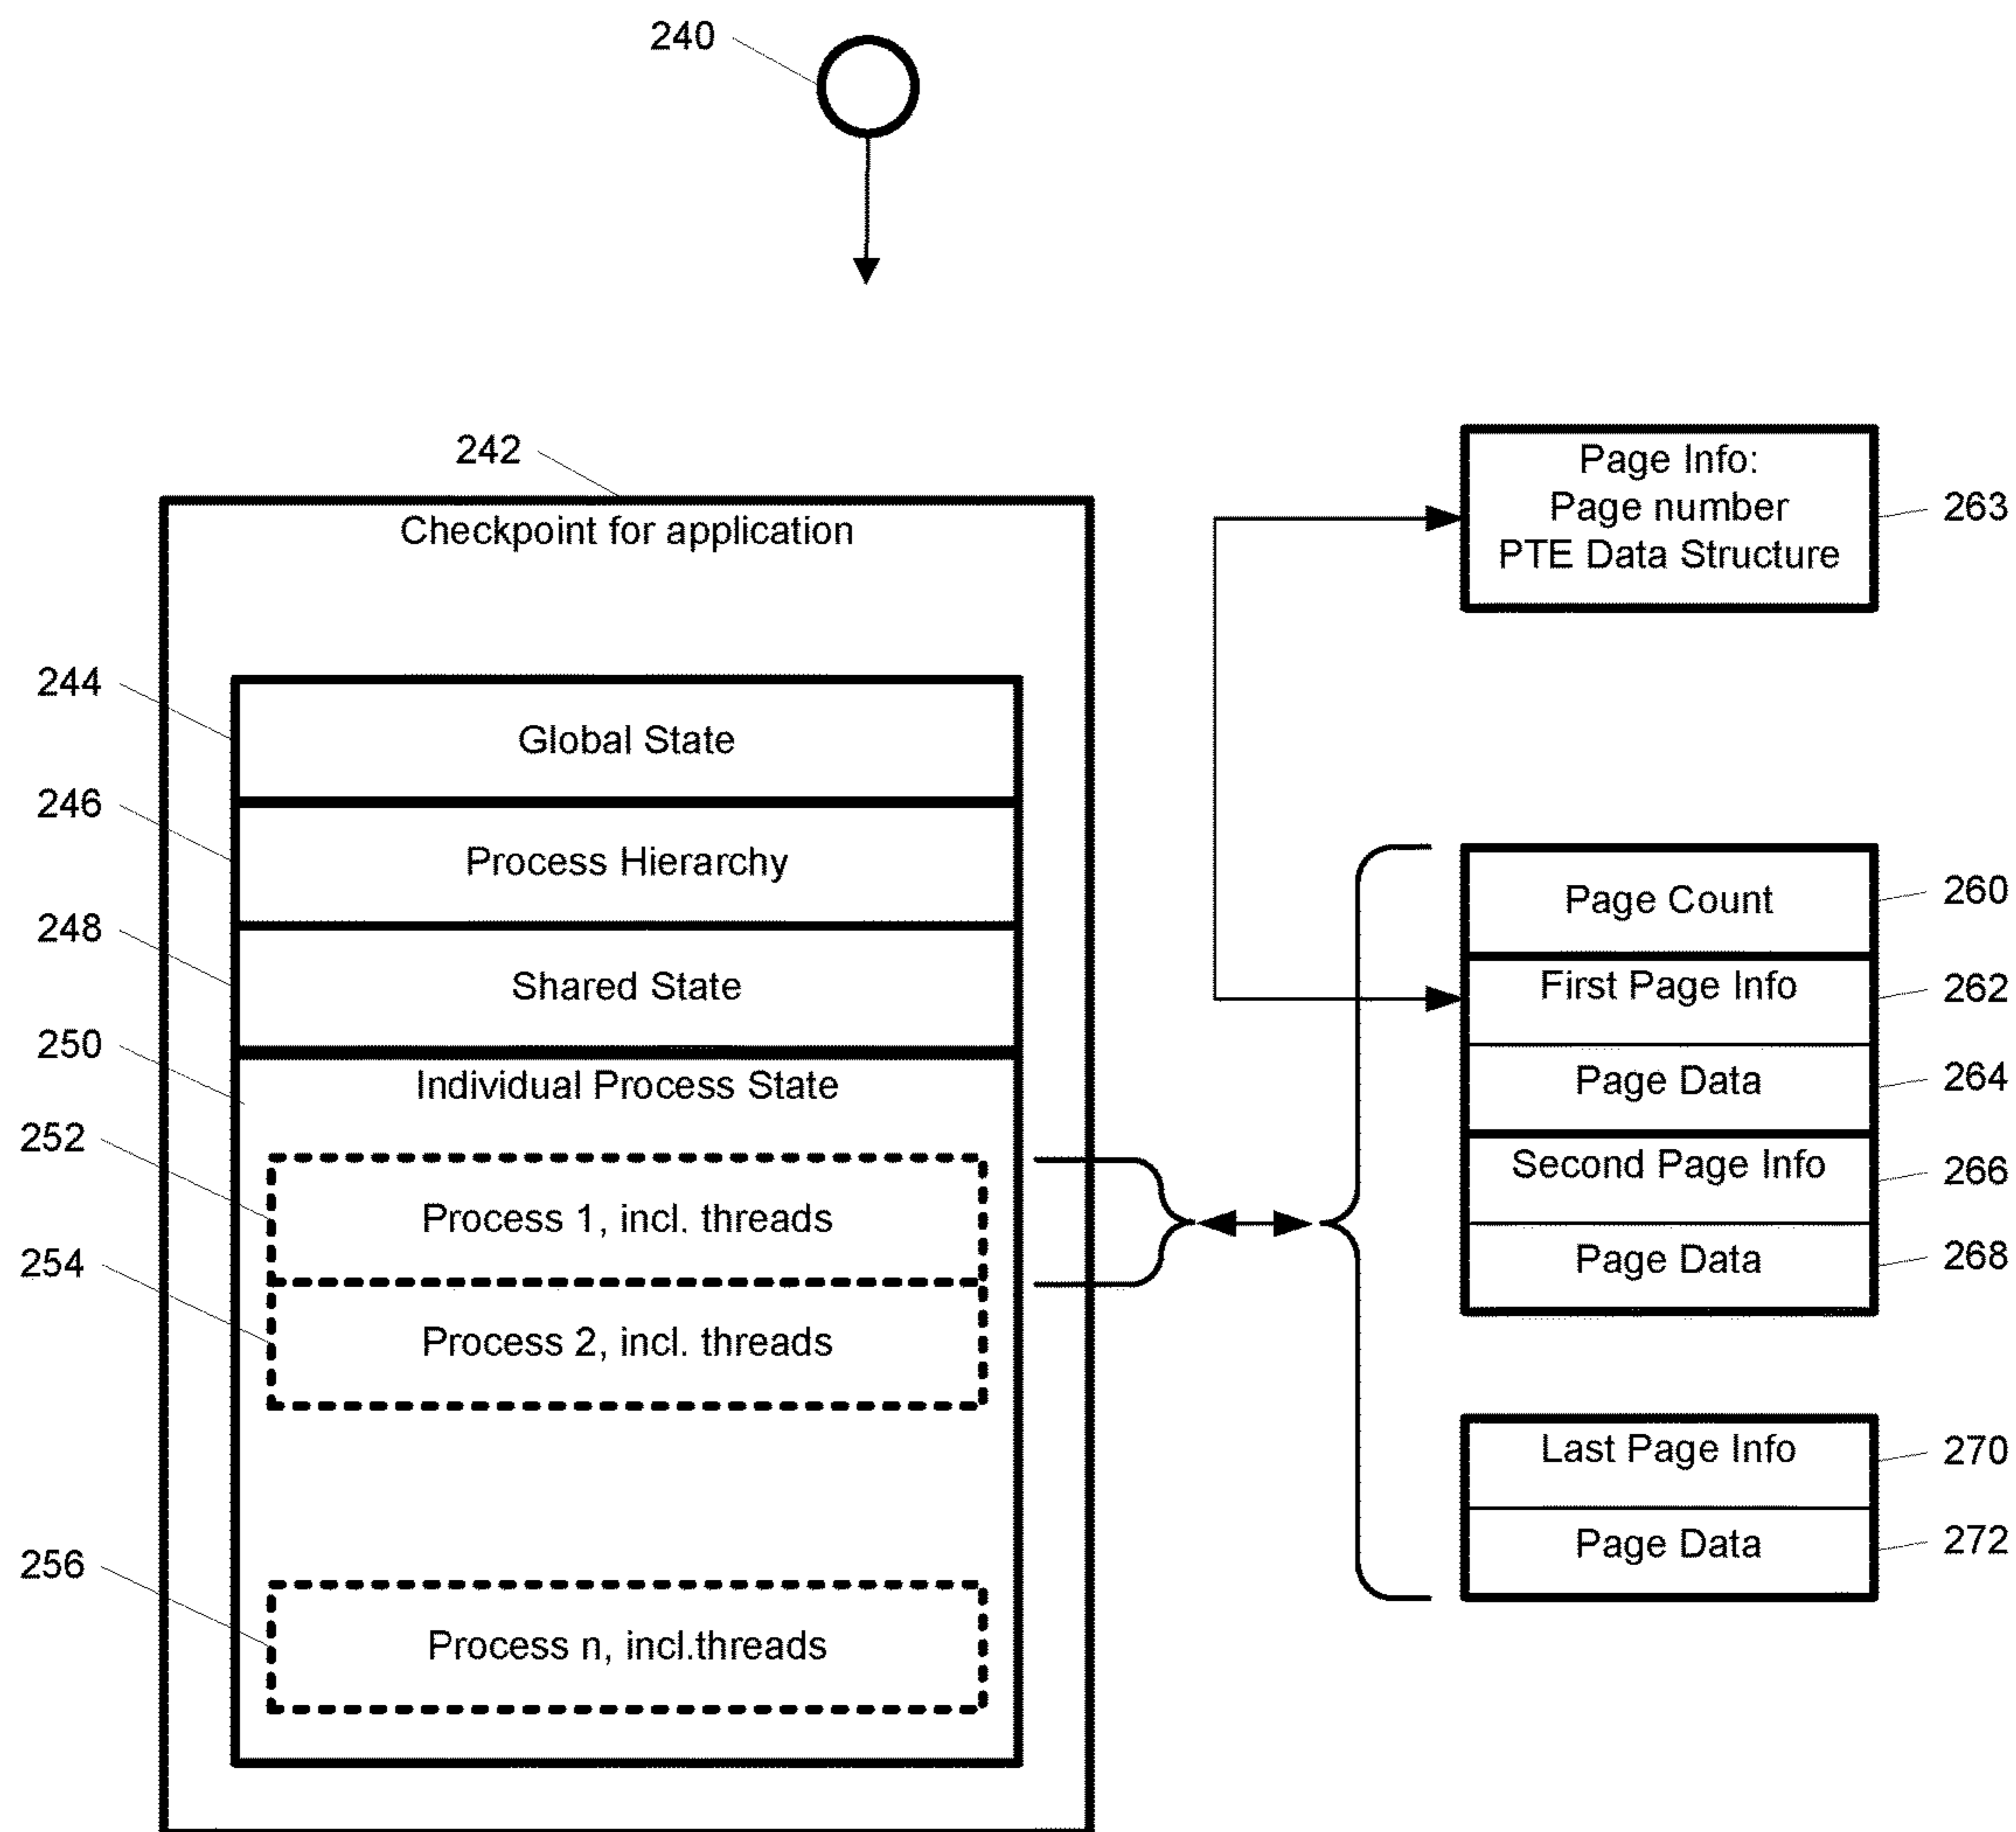 240
242
Checkpoint for application
244
Global State
246
Process Hierarchy
248
Shared State
250
Individual Process State
252
Process 1, incl. threads
254
Process 2, incl. threads
256
Process n, incl.threads
Page Info:
Page number
PTE Data Structure
263
Page Count
260
First Page Info
262
Page Data
264
Second Page Info
266
Page Data
268
Last Page Info
270
Page Data
272